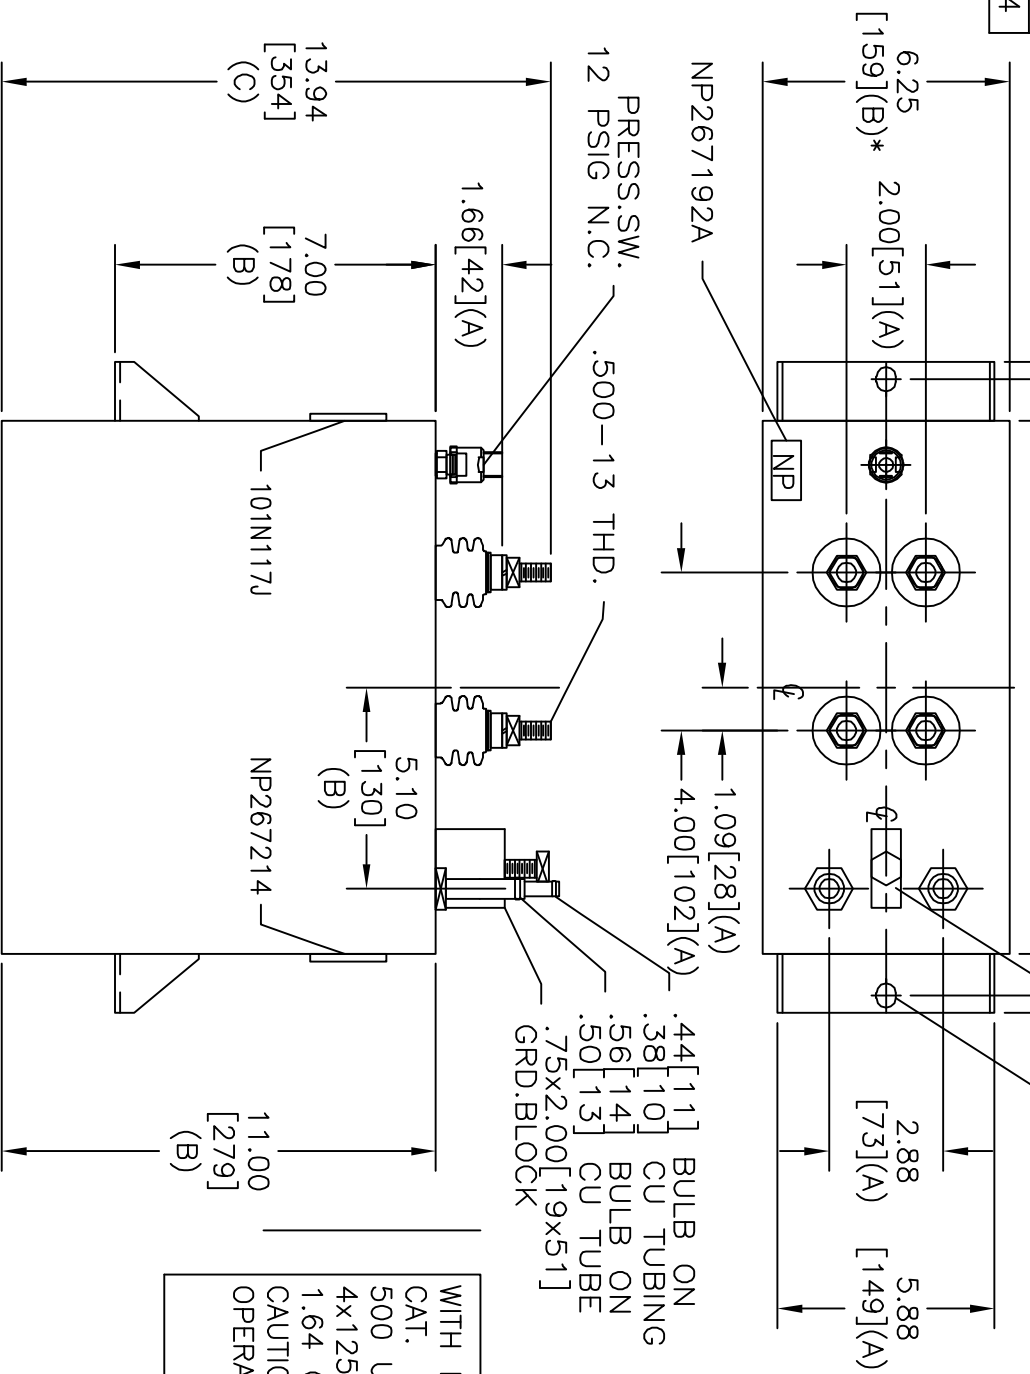 4
6.25
[159](B)*
2.00[51](A)
NP267192A
PRESS.SW.
12 PSIG N.C.
13.94
[354]
(C)
7.00
[178]
(B)
1.66[42](A)
.500-13 THD.
NP
101N117J
NP267214
5.10
[130]
(B)
1.09[28](A)
4.00[102](A)
.44[11] BULB ON
.38[10] CU TUBING
.56[14] BULB ON
.50[13] CU TUBE
.75x2.00[19x51]
GRD.BLOCK
2.88
[73](A)
5.88
[149](A)
11.00
[279]
(B)
WITH
CAT.
500
4x125
1.64
CAUTIO
OPERA